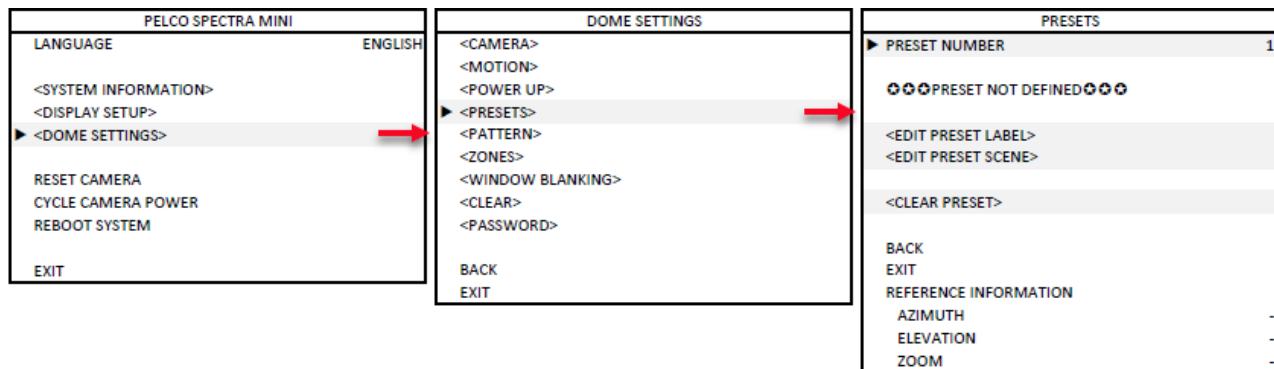 PELCO SPECTRA MINI
LANGUAGE ENGLISH
<SYSTEM INFORMATION>
<DISPLAY SETUP>
<DOME SETTINGS>
RESET CAMERA
CYCLE CAMERA POWER
REBOOT SYSTEM
EXIT
DOME SETTINGS
<CAMERA>
<MOTION>
<POWER UP>
<PRESETS>
<PATTERN>
<ZONES>
<WINDOW BLANKING>
<CLEAR>
<PASSWORD>
BACK
EXIT
PRESETS
PRESET NUMBER 1
✪✪✪PRESET NOT DEFINED✪✪✪
<EDIT PRESET LABEL>
<EDIT PRESET SCENE>
<CLEAR PRESET>
BACK
EXIT
REFERENCE INFORMATION
AZIMUTH -
ELEVATION -
ZOOM -